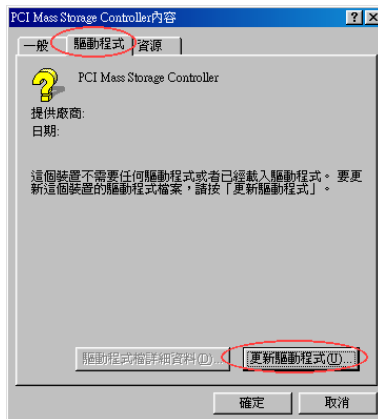 PCI Mass Storage Controller內容
一般 驅動程式 資源
PCI Mass Storage Controller
提供廠商:
日期:
這個裝置不需要任何驅動程式或者已經載入驅動程式。 要更
新這個裝置的驅動程式檔案，請按「更新驅動程式」。
驅動程式檔詳細資料(D)... 更新驅動程式(U)...
確定 取消